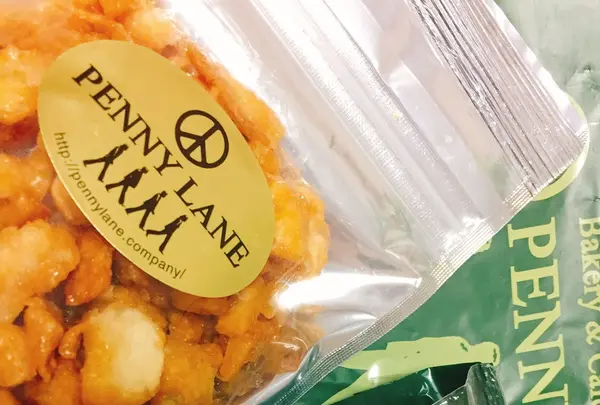 PENNY LANE
http://pennylane.company/
PENN
Bakery & Ca